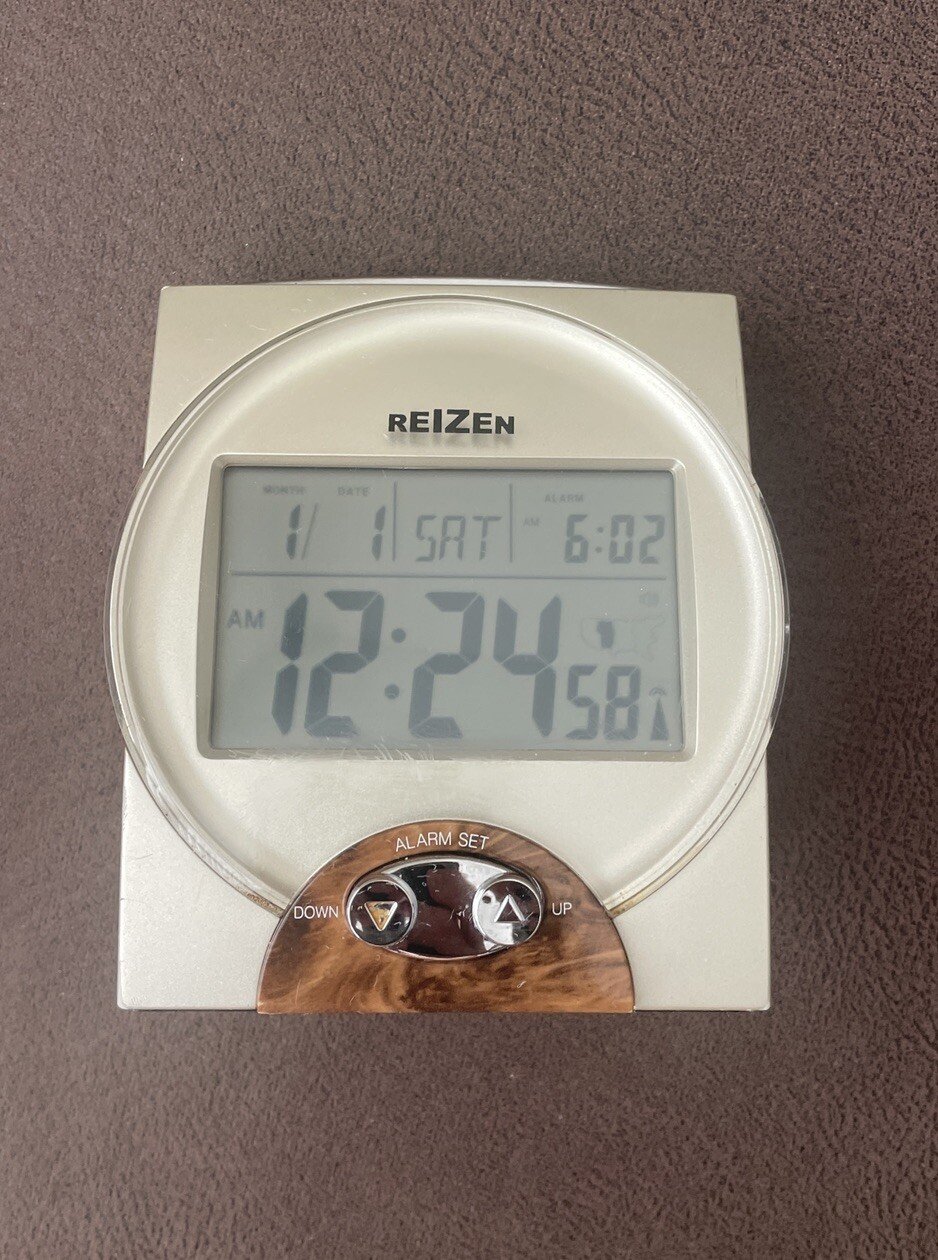 REIZEN
MONTH DATE ALARM
1/ 1 SAT AM 6:02
AM 12:24 58
ALARM SET
DOWN UP